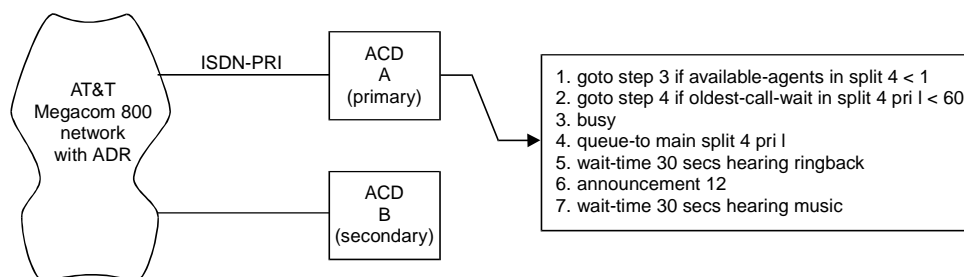 AT&T
Megacom 800
network
with ADR
ISDN-PRI
ACD
A
(primary)
ACD
B
(secondary)
1. goto step 3 if available-agents in split 4 < 1
2. goto step 4 if oldest-call-wait in split 4 pri l < 60
3. busy
4. queue-to main split 4 pri l
5. wait-time 30 secs hearing ringback
6. announcement 12
7. wait-time 30 secs hearing music